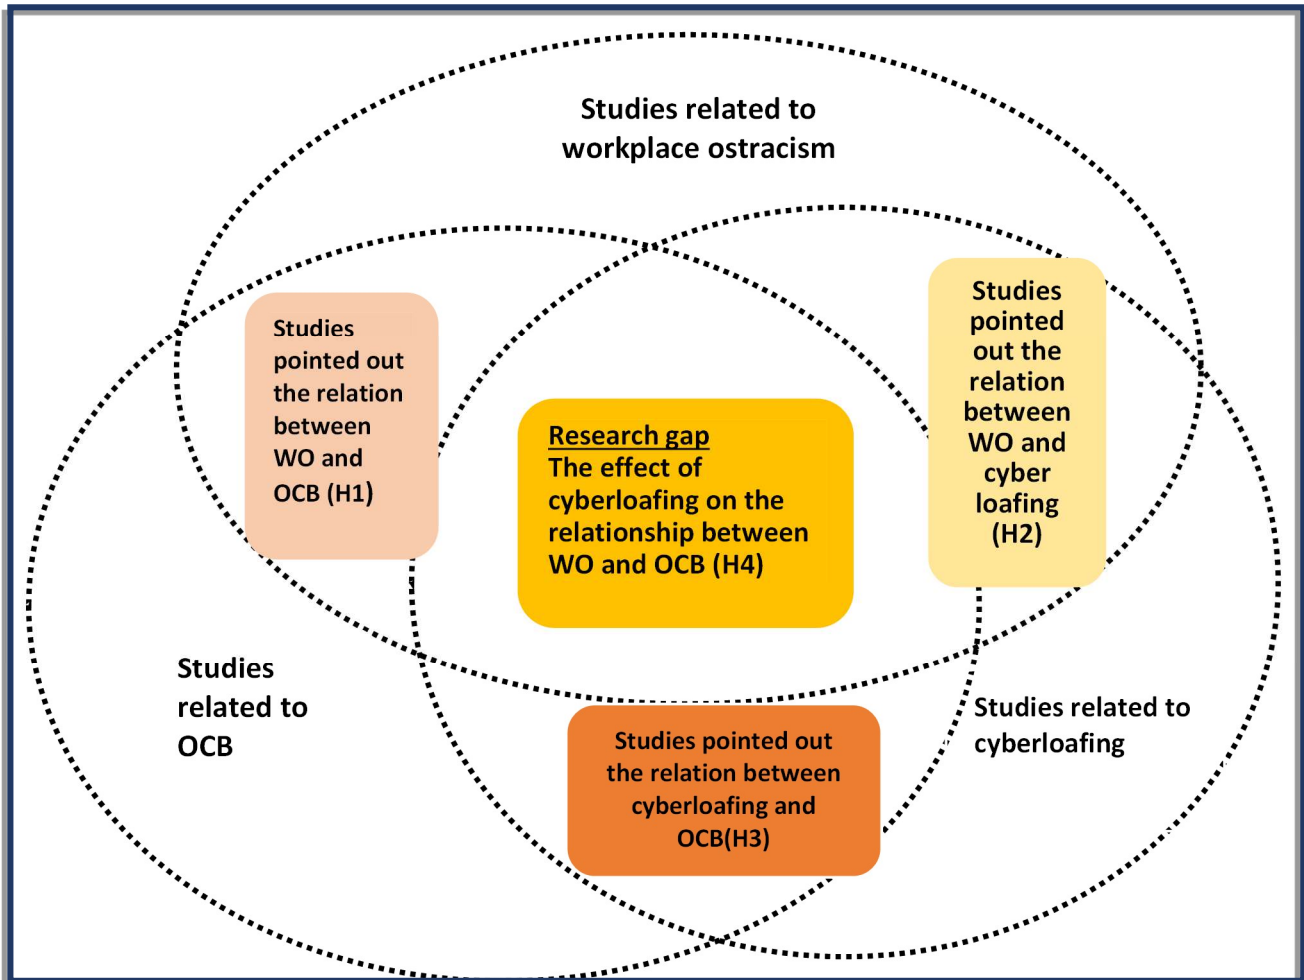 Studies related to
workplace ostracism
Studies
pointed out
the relation
between
WO and
OCB (H1)
Research gap
The effect of
cyberloafing on the
relationship between
WO and OCB (H4)
Studies
pointed
out the
relation
between
WO and
cyber
loafing
(H2)
Studies
related to
OCB
Studies pointed out
the relation between
cyberloafing and
OCB(H3)
Studies related to
cyberloafing